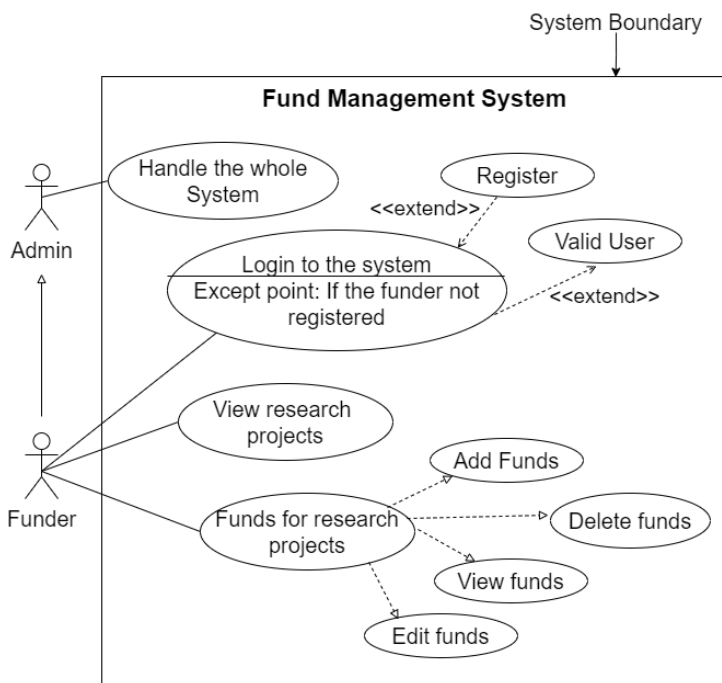 System Boundary
Fund Management System
Handle the whole
System
Admin
Register
<<extend>>
Valid User
Login to the system
Except point: If the funder not
registered
<<extend>>
View research
projects
Funder
Add Funds
Funds for research
projects
Delete funds
View funds
Edit funds